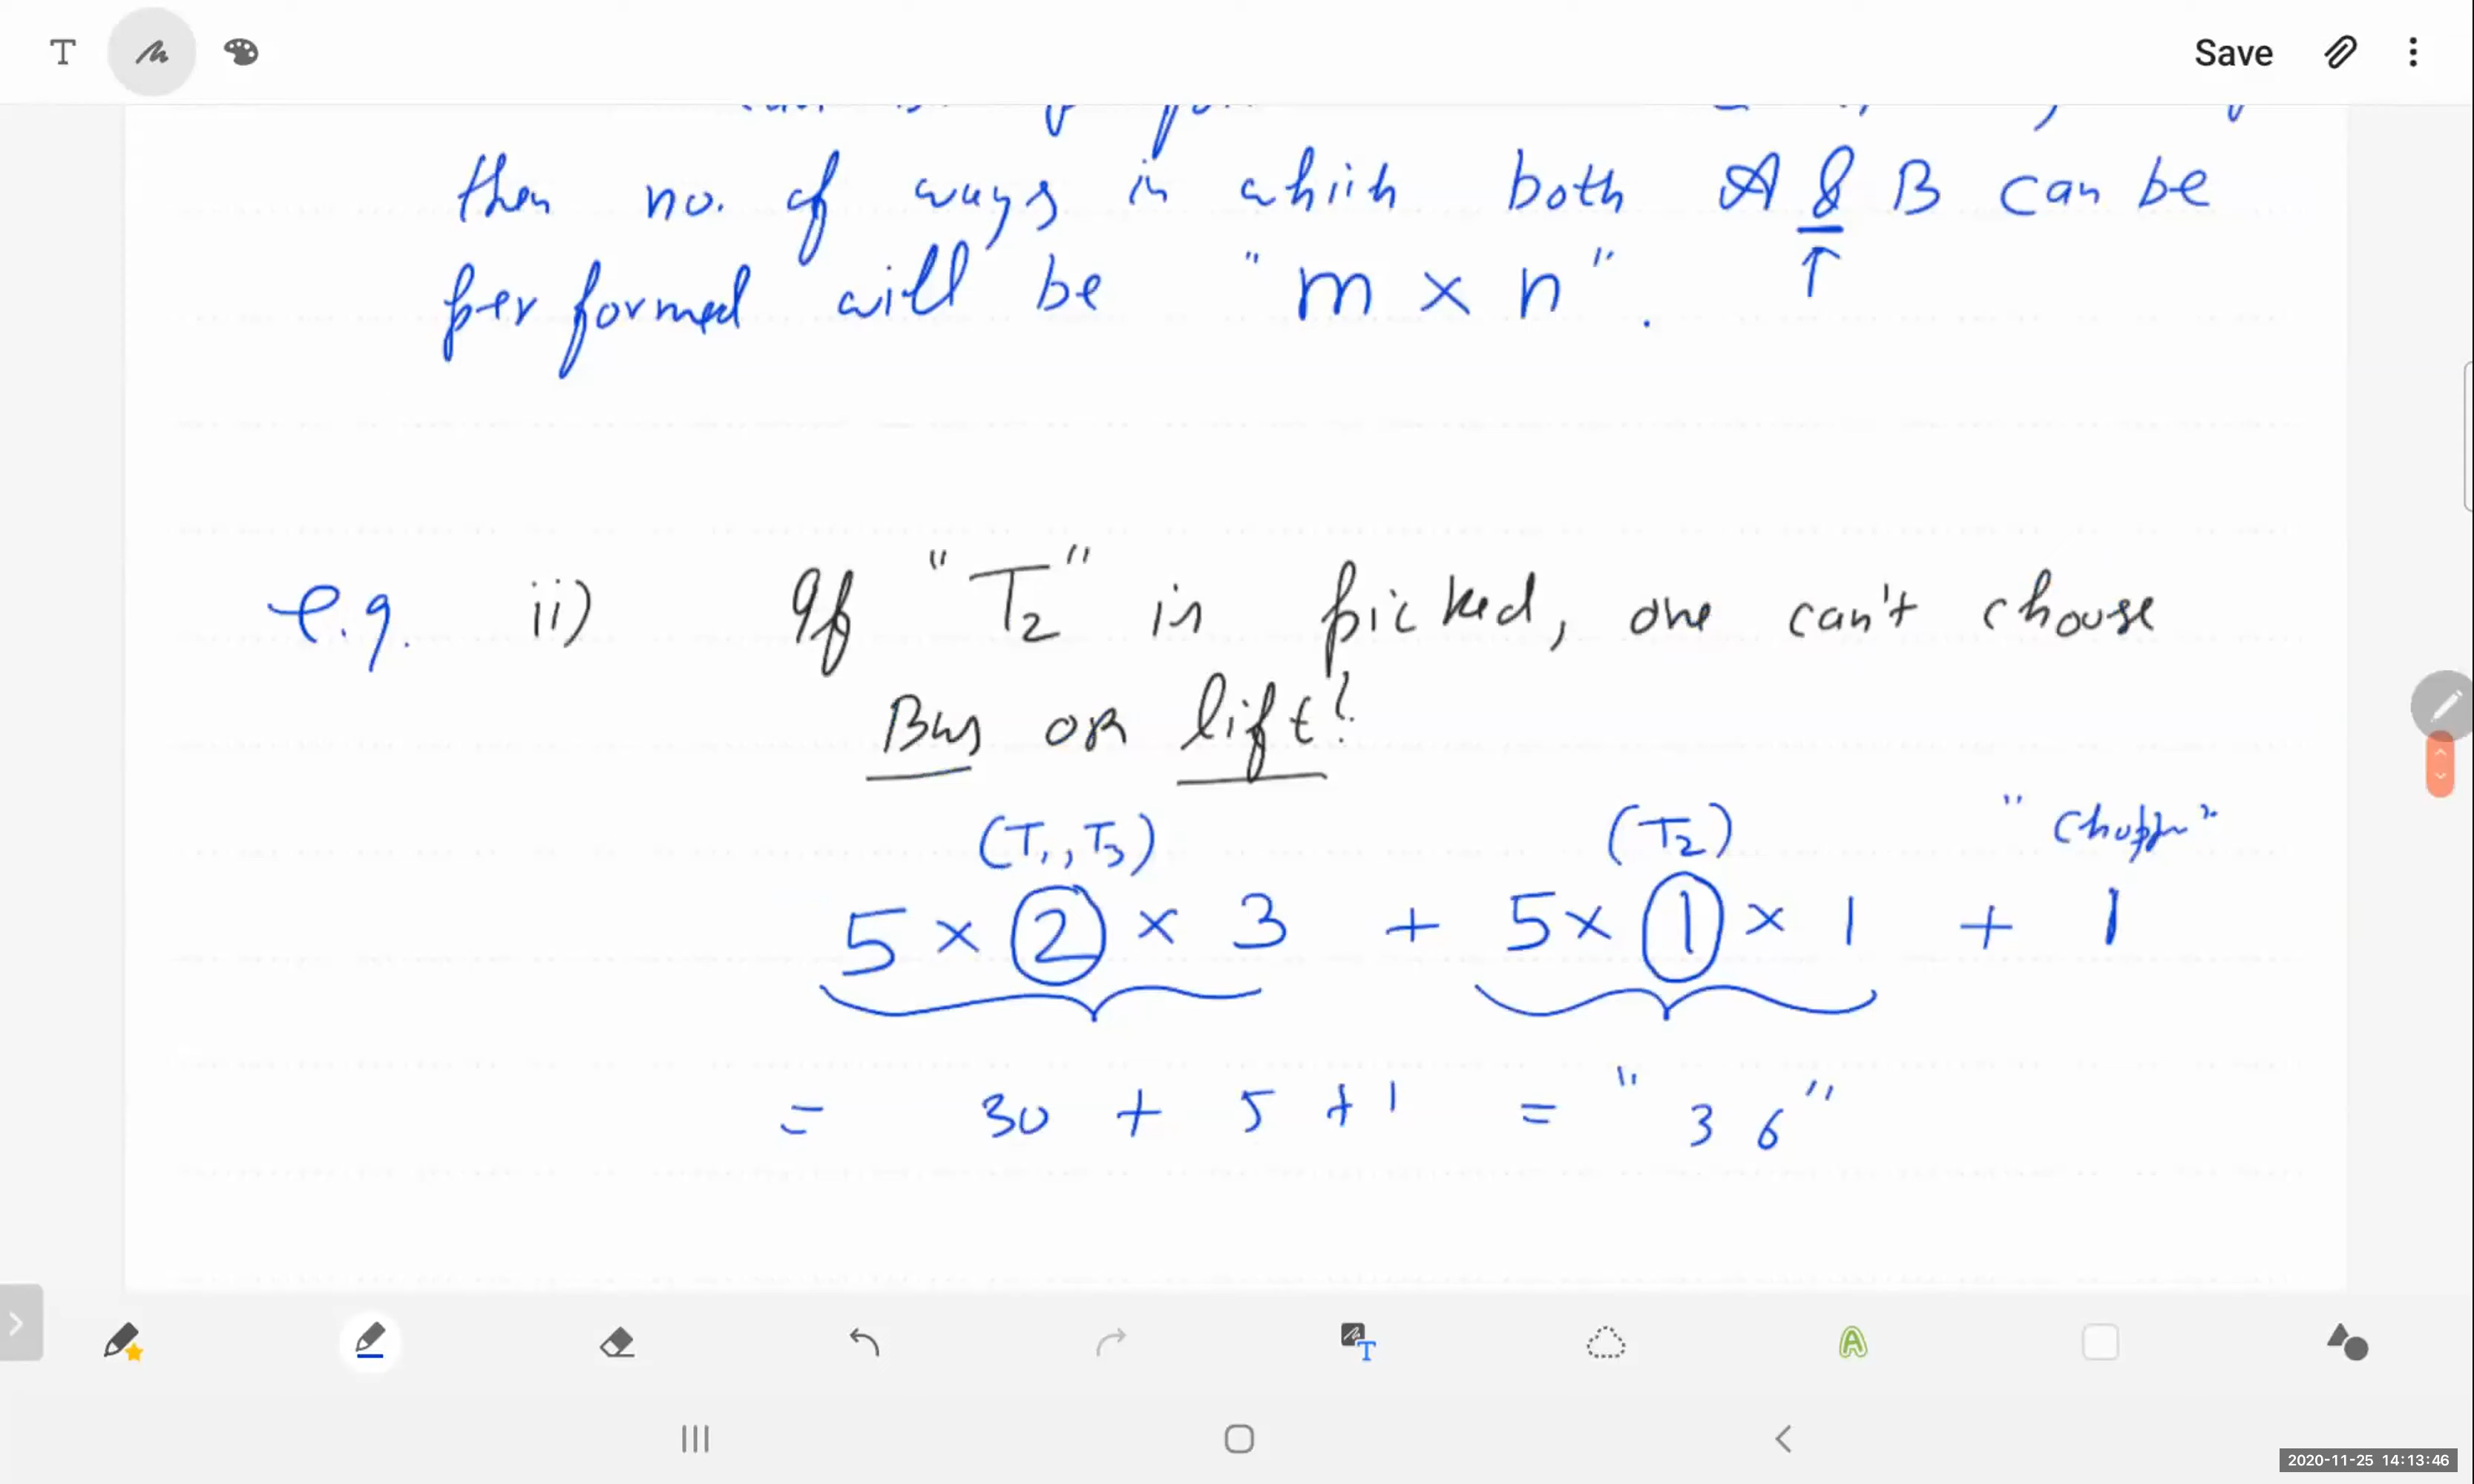 T
Save
then no. of ways in which both A & B can be
performed will be "m × n".
e.g. ii) If "T₂" is picked, one can't choose
Bus or lift?
(T₁, T₃) (T₂) "Chopper"
5 × 2 × 3 + 5 × 1 × 1 + 1
= 30 + 5 + 1 = "36"
T
A
2020-11-25 14:13:46